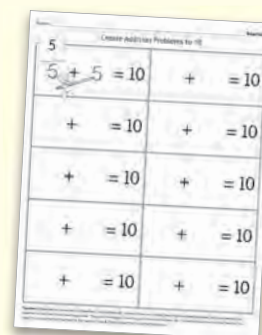 Create Addition Problems to 10
5
5 + 5 = 10 + = 10
+ = 10 + = 10
+ = 10 + = 10
+ = 10 + = 10
+ = 10 + = 10